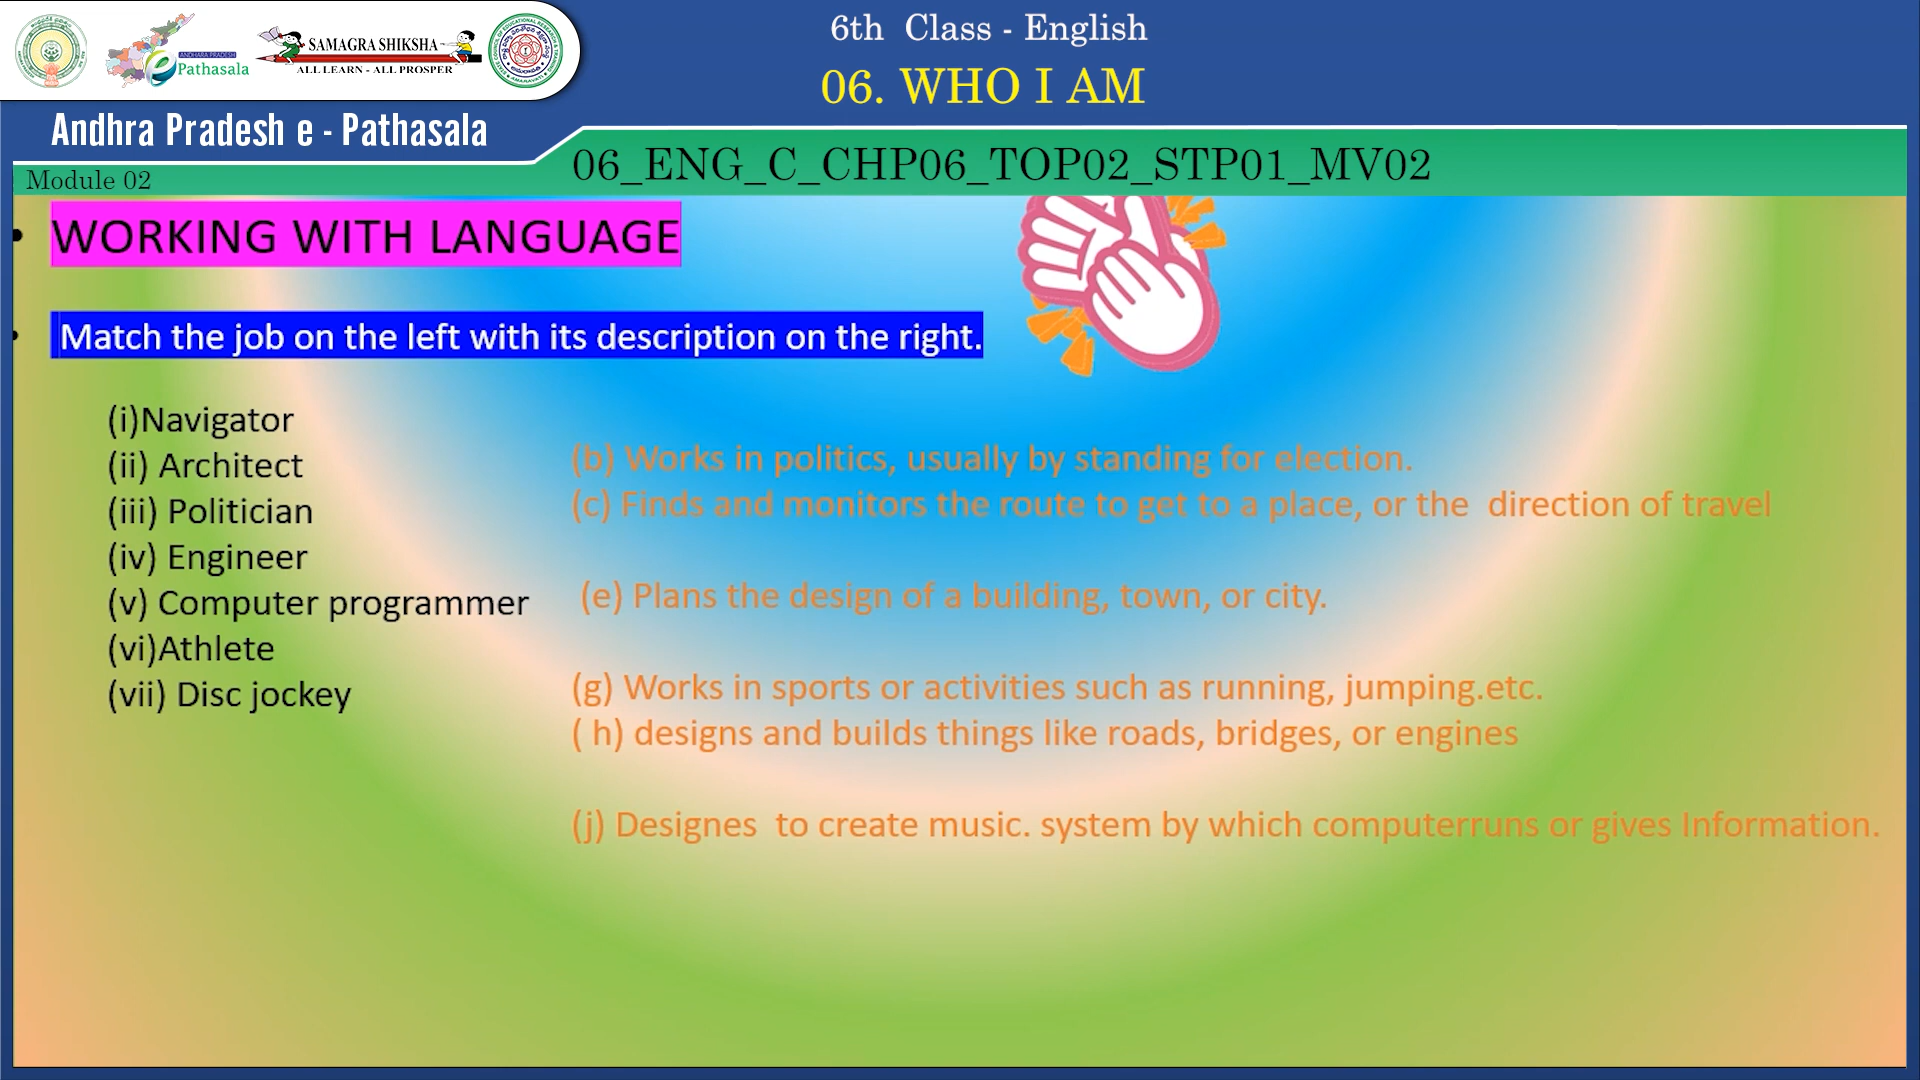 ANDHRA PRADESH
e Pathasala
SAMAGRA SHIKSHA
ALL LEARN - ALL PROSPER
Andhra Pradesh e - Pathasala
6th Class - English
06. WHO I AM
06_ENG_C_CHP06_TOP02_STP01_MV02
Module 02
• WORKING WITH LANGUAGE
• Match the job on the left with its description on the right.
(i)Navigator
(ii) Architect
(iii) Politician
(iv) Engineer
(v) Computer programmer
(vi)Athlete
(vii) Disc jockey
(b) Works in politics, usually by standing for election.
(c) Finds and monitors the route to get to a place, or the direction of travel
(e) Plans the design of a building, town, or city.
(g) Works in sports or activities such as running, jumping.etc.
( h) designs and builds things like roads, bridges, or engines
(j) Designes to create music. system by which computerruns or gives Information.